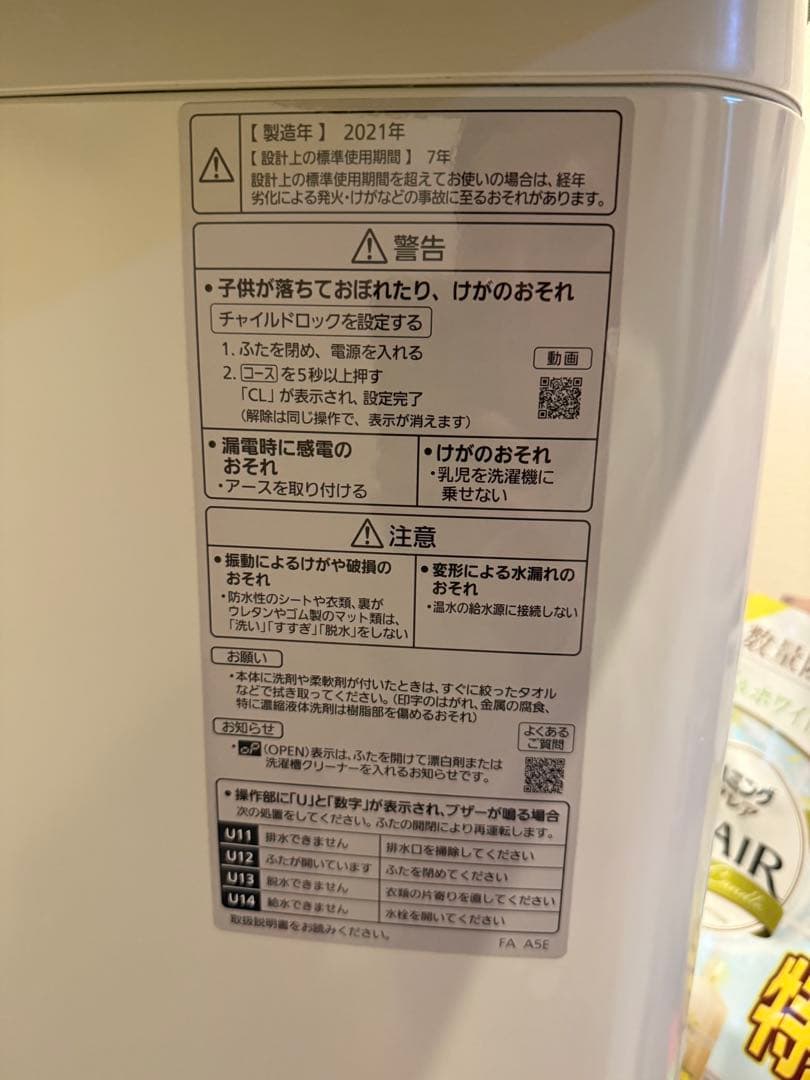 【製造年】 2021年
【設計上の標準使用期間】 7年
設計上の標準使用期間を超えてお使いの場合は、経年
劣化による発火・けがなどの事故に至るおそれがあります。
警告
・子供が落ちておぼれたり、けがのおそれ
チャイルドロックを設定する
1. ふたを閉め、電源を入れる
2. コースを5秒以上押す
「CL」が表示され、設定完了
(解除は同じ操作で、表示が消えます)
動画
・漏電時に感電の
おそれ
・アースを取り付ける
・けがのおそれ
・乳児を洗濯機に
乗せない
注意
・振動によるけがや破損の
おそれ
・防水性のシートや衣類、裏が
ウレタンやゴム製のマット類は、
「洗い」「すすぎ」「脱水」をしない
・変形による水漏れの
おそれ
・温水の給水源に接続しない
お願い
・本体に洗剤や柔軟剤が付いたときは、すぐに絞ったタオル
などで拭き取ってください。(印字のはがれ、金属の腐食、
特に濃縮液体洗剤は樹脂部を傷めるおそれ)
お知らせ
・oP(OPEN)表示は、ふたを開けて漂白剤または
洗濯槽クリーナーを入れるお知らせです。
よくある
ご質問
・操作部に「U」と「数字」が表示され、ブザーが鳴る場合
次の処置をしてください。ふたの開閉により再運転します。
U11 排水できません 排水口を掃除してください
U12 ふたが開いています ふたを閉めてください
U13 脱水できません 衣類の片寄りを直してください
U14 給水できません 水栓を開いてください
取扱説明書をお読みください。
FA A5E
数量
ミング
レア
AIR
特